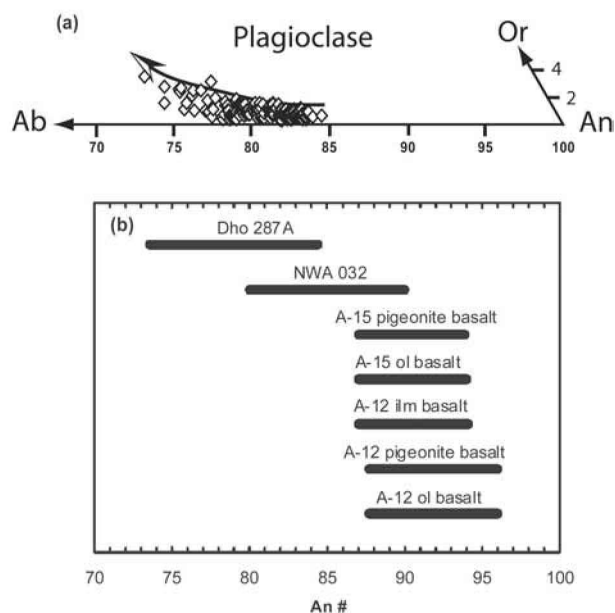 (a)
Plagioclase
Or
4
2
Ab
An
70 75 80 85 90 95 100
(b)
Dho 287A
NWA 032
A-15 pigeonite basalt
A-15 ol basalt
A-12 ilm basalt
A-12 pigeonite basalt
A-12 ol basalt
70 75 80 85 90 95 100
An #